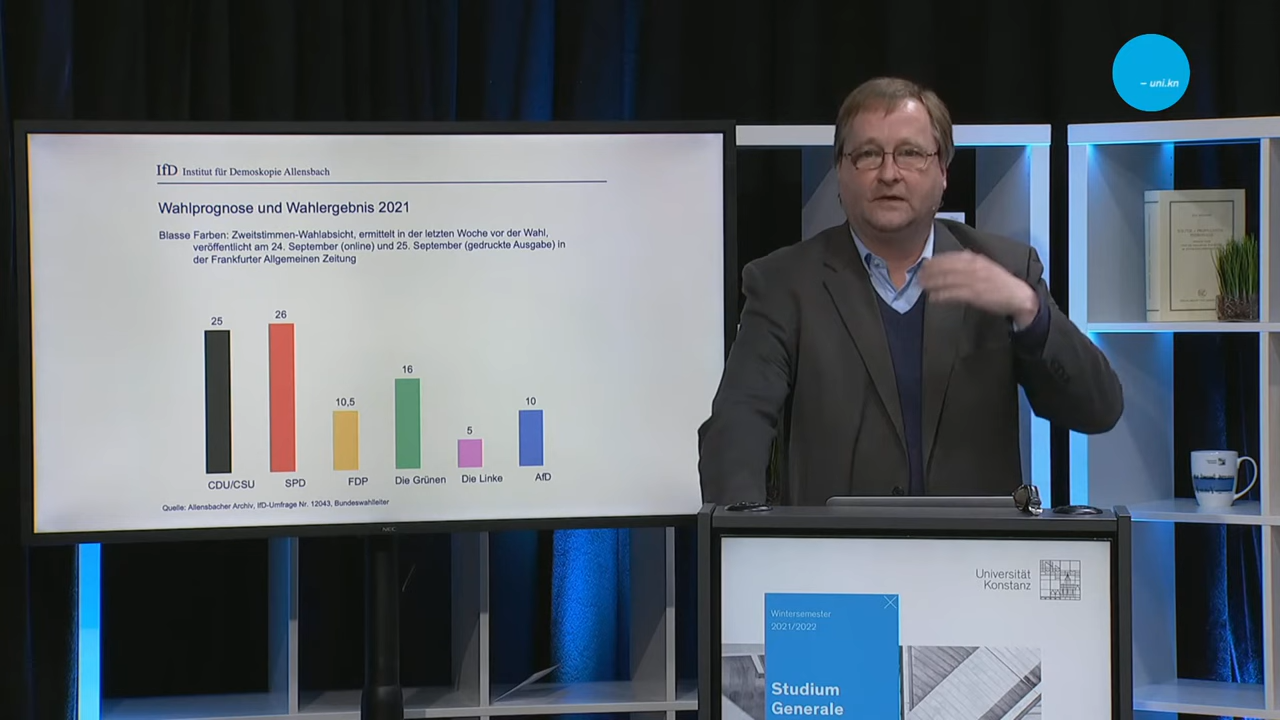 – uni.kn
IfD Institut für Demoskopie Allensbach
Wahlprognose und Wahlergebnis 2021
Blasse Farben: Zweitstimmen-Wahlabsicht, ermittelt in der letzten Woche vor der Wahl,
veröffentlicht am 24. September (online) und 25. September (gedruckte Ausgabe) in
der Frankfurter Allgemeinen Zeitung
25
26
10,5
16
5
10
CDU/CSU
SPD
FDP
Die Grünen
Die Linke
AfD
Quelle: Allensbacher Archiv, IfD-Umfrage Nr. 12043, Bundeswahlleiter
NEC
Universität
Konstanz
Wintersemester
2021/2022
Studium
Generale